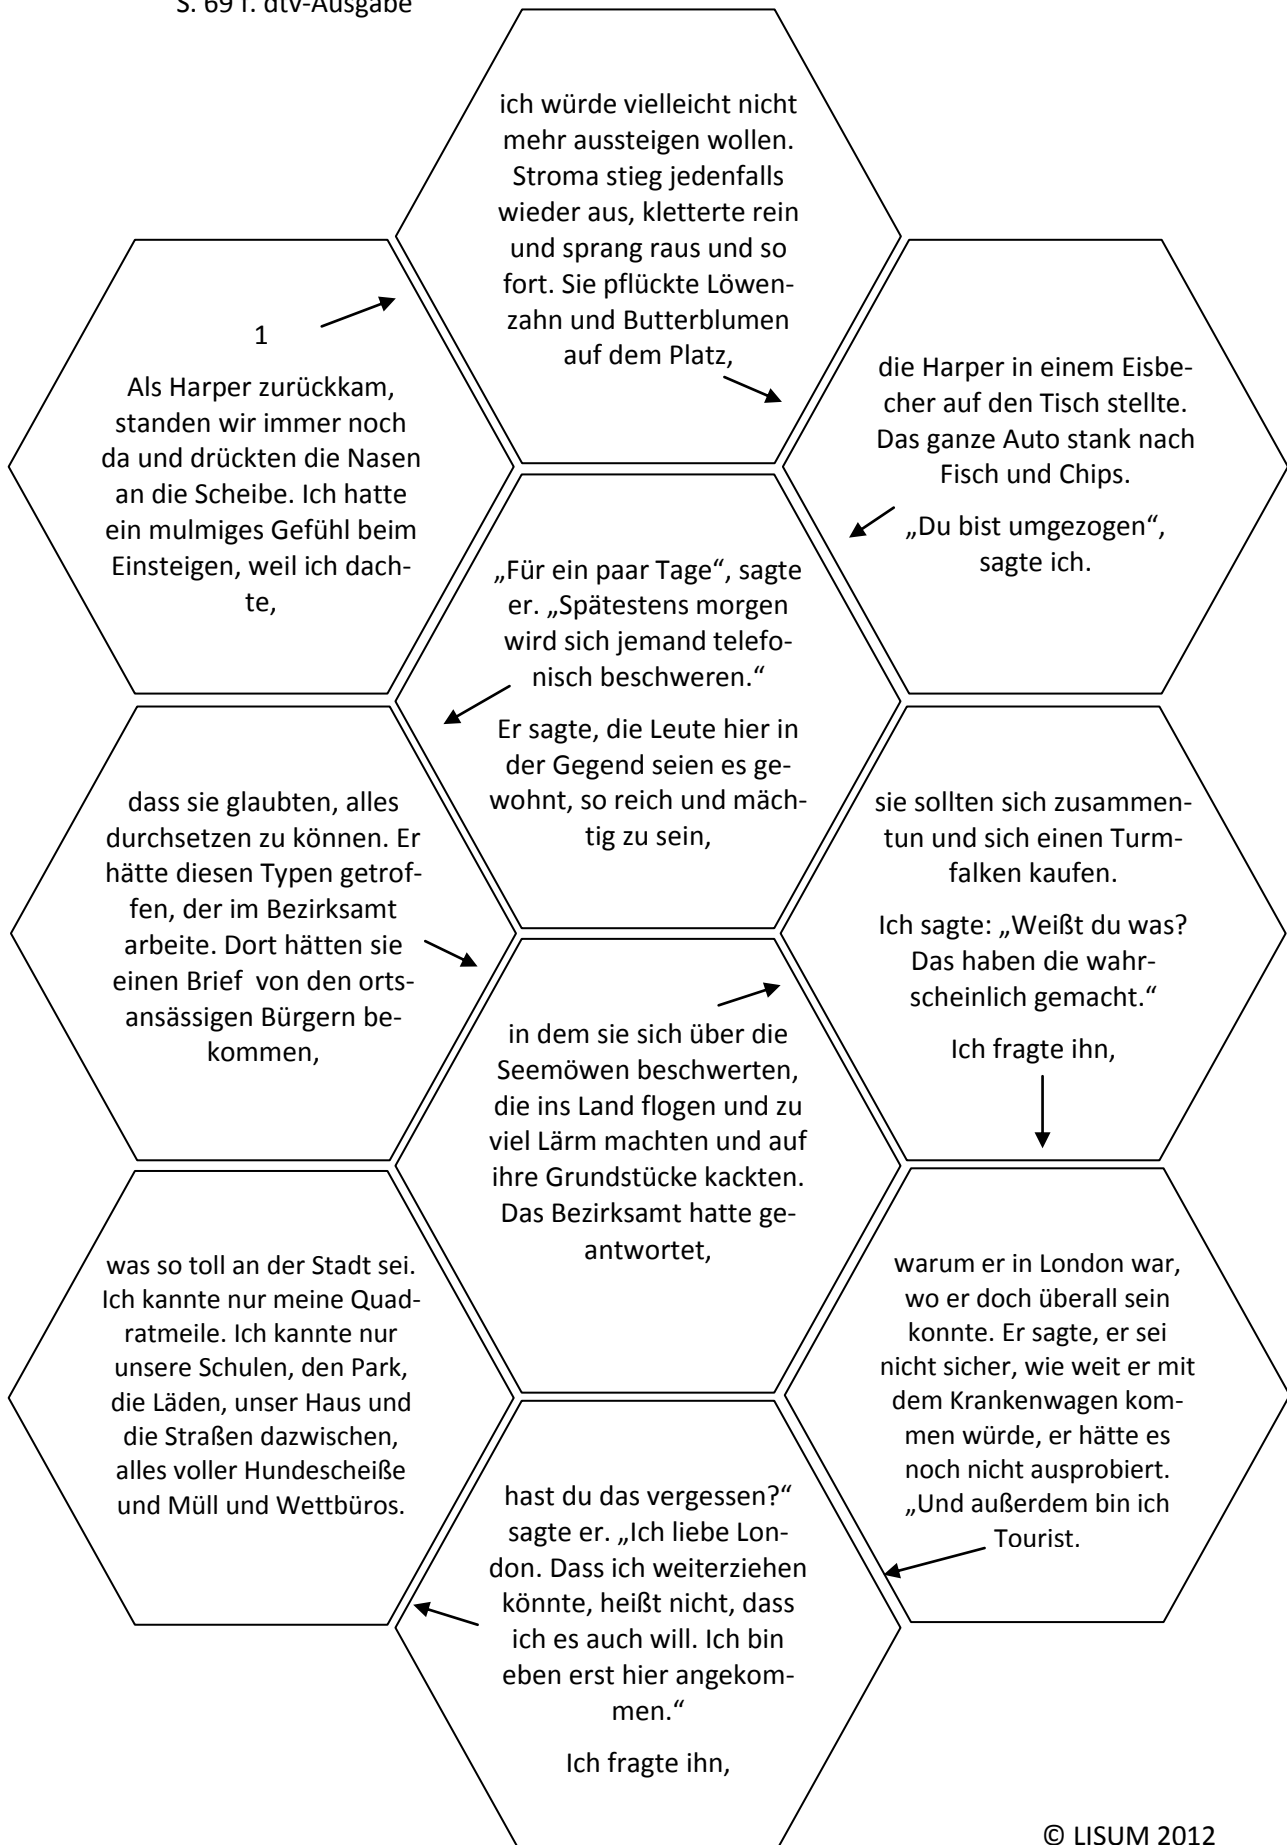 S. 69 f. dtv-Ausgabe
1
Als Harper zurückkam,
standen wir immer noch
da und drückten die Nasen
an die Scheibe. Ich hatte
ein mulmiges Gefühl beim
Einsteigen, weil ich dach-
te,
ich würde vielleicht nicht
mehr aussteigen wollen.
Stroma stieg jedenfalls
wieder aus, kletterte rein
und sprang raus und so
fort. Sie pflückte Löwen-
zahn und Butterblumen
auf dem Platz,
die Harper in einem Eisbe-
cher auf den Tisch stellte.
Das ganze Auto stank nach
Fisch und Chips.
„Du bist umgezogen“,
sagte ich.
„Für ein paar Tage“, sagte
er. „Spätestens morgen
wird sich jemand telefo-
nisch beschweren.“
Er sagte, die Leute hier in
der Gegend seien es ge-
wohnt, so reich und mäch-
tig zu sein,
dass sie glaubten, alles
durchsetzen zu können. Er
hätte diesen Typen getrof-
fen, der im Bezirksamt
arbeite. Dort hätten sie
einen Brief  von den orts-
ansässigen Bürgern be-
kommen,
in dem sie sich über die
Seemöwen beschwerten,
die ins Land flogen und zu
viel Lärm machten und auf
ihre Grundstücke kackten.
Das Bezirksamt hatte ge-
antwortet,
sie sollten sich zusammen-
tun und sich einen Turm-
falken kaufen.
Ich sagte: „Weißt du was?
Das haben die wahr-
scheinlich gemacht.“
Ich fragte ihn,
warum er in London war,
wo er doch überall sein
konnte. Er sagte, er sei
nicht sicher, wie weit er mit
dem Krankenwagen kom-
men würde, er hätte es
noch nicht ausprobiert.
„Und außerdem bin ich
Tourist.
hast du das vergessen?“
sagte er. „Ich liebe Lon-
don. Dass ich weiterziehen
könnte, heißt nicht, dass
ich es auch will. Ich bin
eben erst hier angekom-
men.“
Ich fragte ihn,
was so toll an der Stadt sei.
Ich kannte nur meine Quad-
ratmeile. Ich kannte nur
unsere Schulen, den Park,
die Läden, unser Haus und
die Straßen dazwischen,
alles voller Hundescheiße
und Müll und Wettbüros.
© LISUM 2012